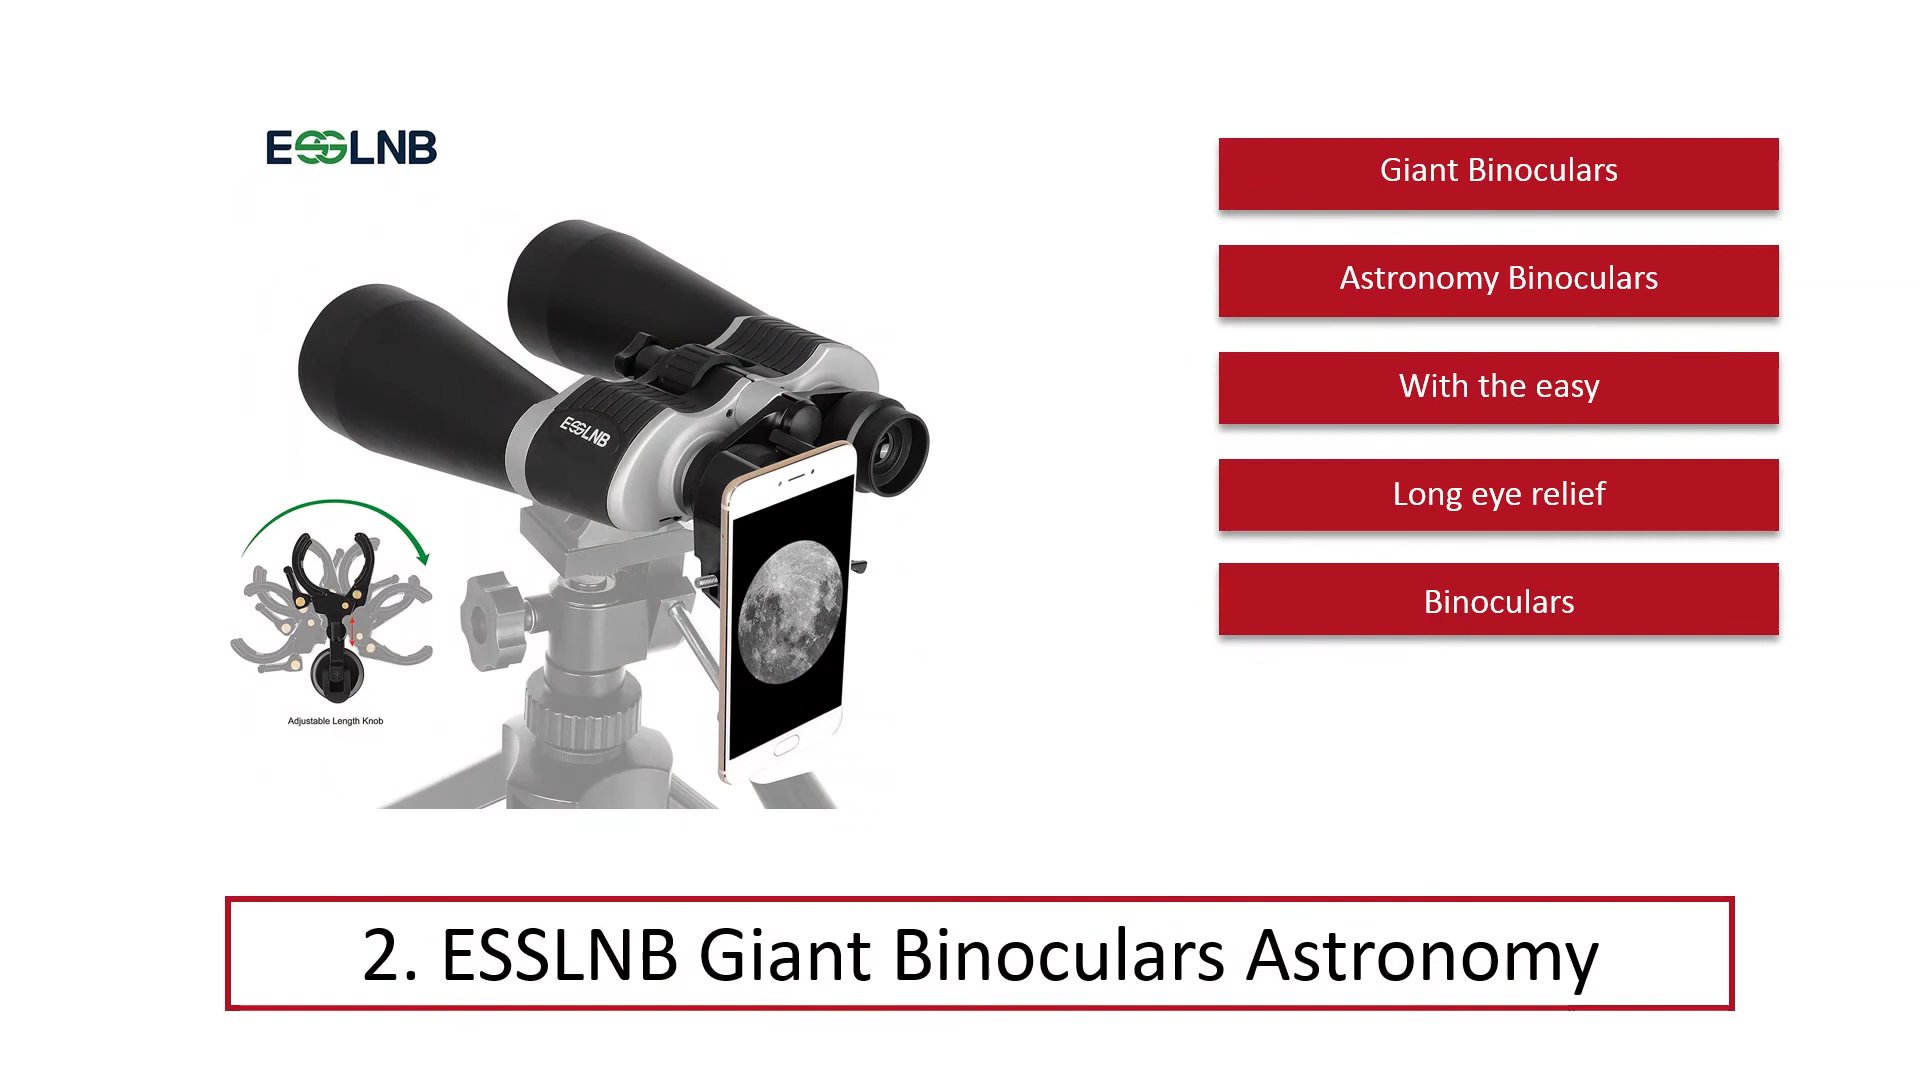 ESSLNB
ESSLNB
Adjustable Length Knob
Giant Binoculars
Astronomy Binoculars
With the easy
Long eye relief
Binoculars
2. ESSLNB Giant Binoculars Astronomy